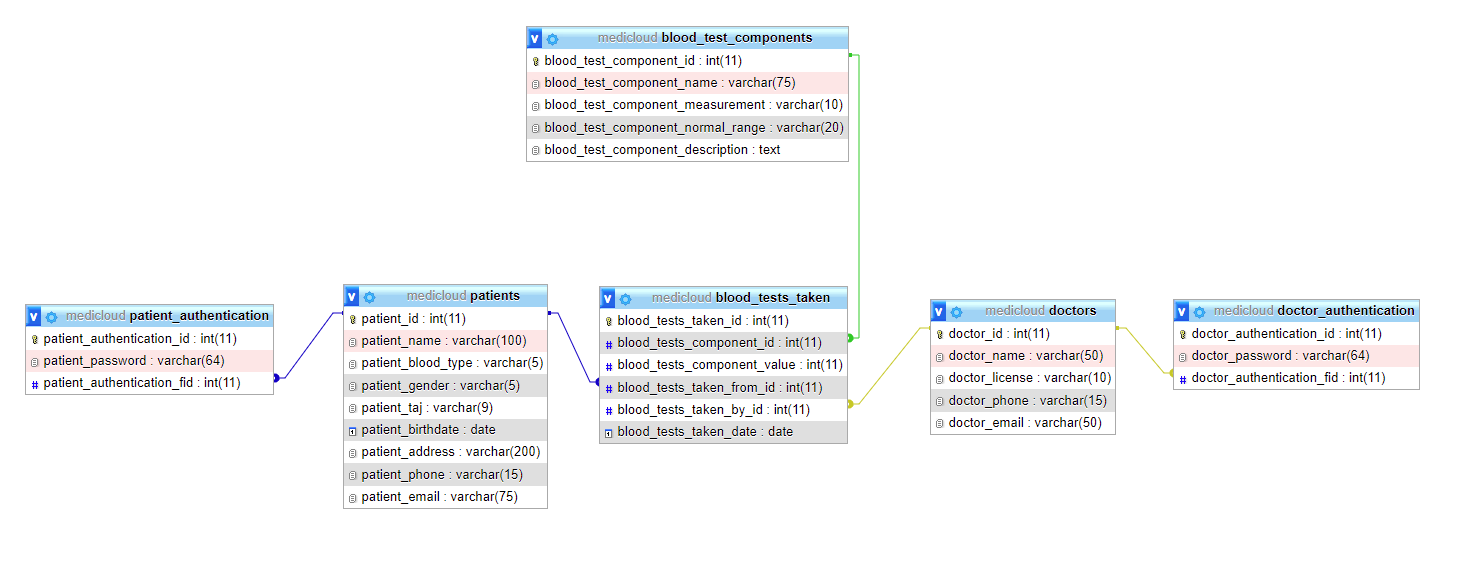 medicloud blood_test_components
blood_test_component_id : int(11)
blood_test_component_name : varchar(75)
blood_test_component_measurement : varchar(10)
blood_test_component_normal_range : varchar(20)
blood_test_component_description : text
medicloud patient_authentication
patient_authentication_id : int(11)
patient_password : varchar(64)
patient_authentication_fid : int(11)
medicloud patients
patient_id : int(11)
patient_name : varchar(100)
patient_blood_type : varchar(5)
patient_gender : varchar(5)
patient_taj : varchar(9)
patient_birthdate : date
patient_address : varchar(200)
patient_phone : varchar(15)
patient_email : varchar(75)
medicloud blood_tests_taken
blood_tests_taken_id : int(11)
blood_tests_component_id : int(11)
blood_tests_component_value : int(11)
blood_tests_taken_from_id : int(11)
blood_tests_taken_by_id : int(11)
blood_tests_taken_date : date
medicloud doctors
doctor_id : int(11)
doctor_name : varchar(50)
doctor_license : varchar(10)
doctor_phone : varchar(15)
doctor_email : varchar(50)
medicloud doctor_authentication
doctor_authentication_id : int(11)
doctor_password : varchar(64)
doctor_authentication_fid : int(11)